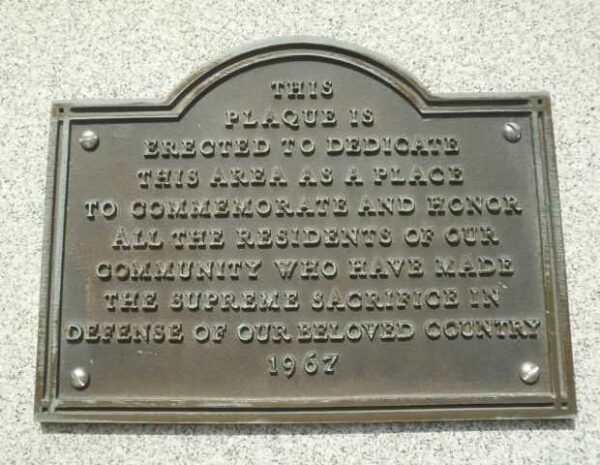 THIS
PLAQUE IS
ERECTED TO DEDICATE
THIS AREA AS A PLACE
TO COMMEMORATE AND HONOR
ALL THE RESIDENTS OF OUR
COMMUNITY WHO HAVE MADE
THE SUPREME SACRIFICE IN
DEFENSE OF OUR BELOVED COUNTRY
1967